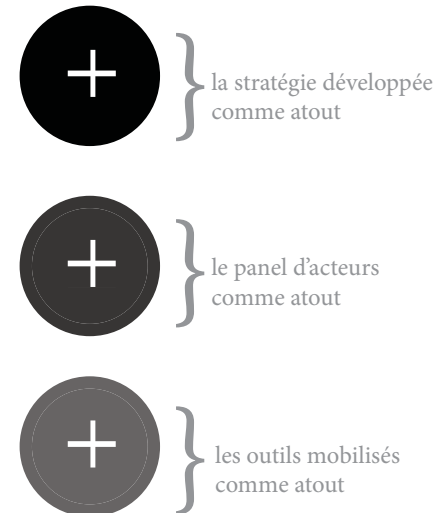 la stratégie développée
comme atout
le panel d'acteurs
comme atout
les outils mobilisés
comme atout